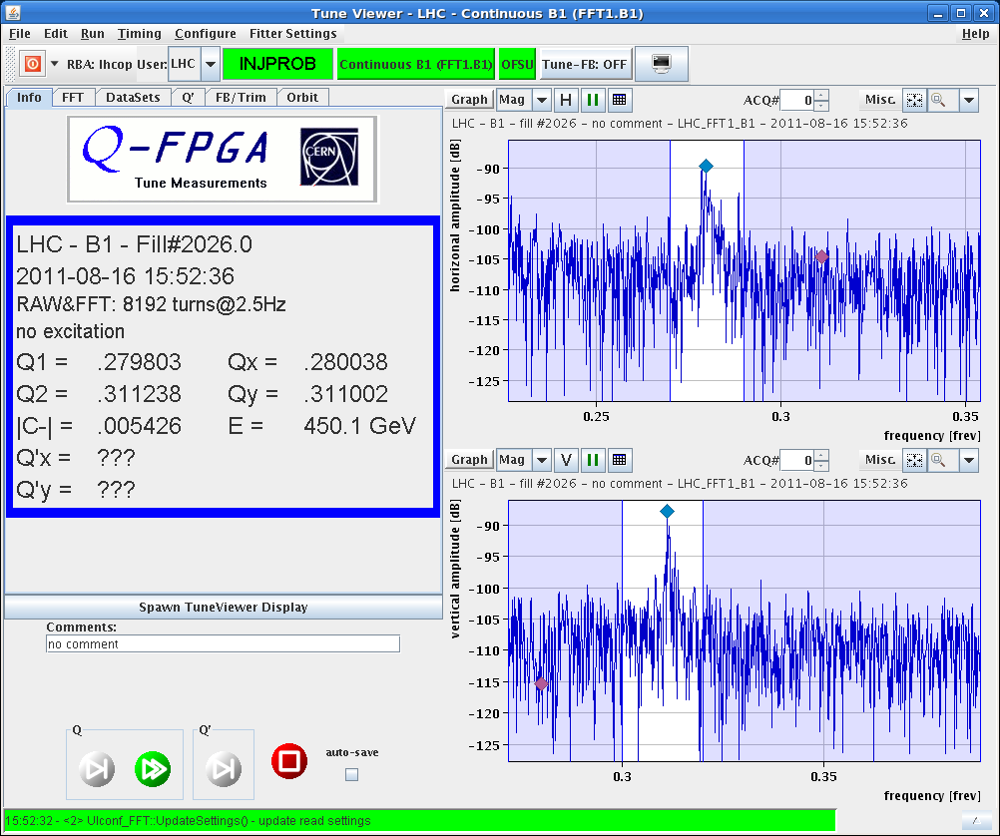 Tune Viewer - LHC - Continuous B1 (FFT1.B1)
File Edit Run Timing Configure Fitter Settings Help
RBA: lhcop User: LHC INJPROB Continuous B1 (FFT1.B1) OFSU Tune-FB: OFF
Info FFT DataSets Q' FB/Trim Orbit
Q-FPGA
Tune Measurements
CERN
LHC - B1 - Fill#2026.0
2011-08-16 15:52:36
RAW&FFT: 8192 turns@2.5Hz
no excitation
Q1 = .279803 Qx = .280038
Q2 = .311238 Qy = .311002
|C-| = .005426 E = 450.1 GeV
Q'x = ???
Q'y = ???
Spawn TuneViewer Display
Comments:
no comment
Q
Q'
auto-save
Graph Mag H ACQ# 0 Misc.
LHC - B1 - fill #2026 - no comment - LHC_FFT1_B1 - 2011-08-16 15:52:36
horizonal amplitude [dB]
-90
-95
-100
-105
-110
-115
-120
-125
0.25 0.3 0.35
frequency [frev]
Graph Mag V ACQ# 0 Misc.
LHC - B1 - fill #2026 - no comment - LHC_FFT1_B1 - 2011-08-16 15:52:36
vertical amplitude [dB]
-90
-95
-100
-105
-110
-115
-120
-125
0.3 0.35
frequency [frev]
15:52:32 - <2> UIconf_FFT::UpdateSettings() - update read settings